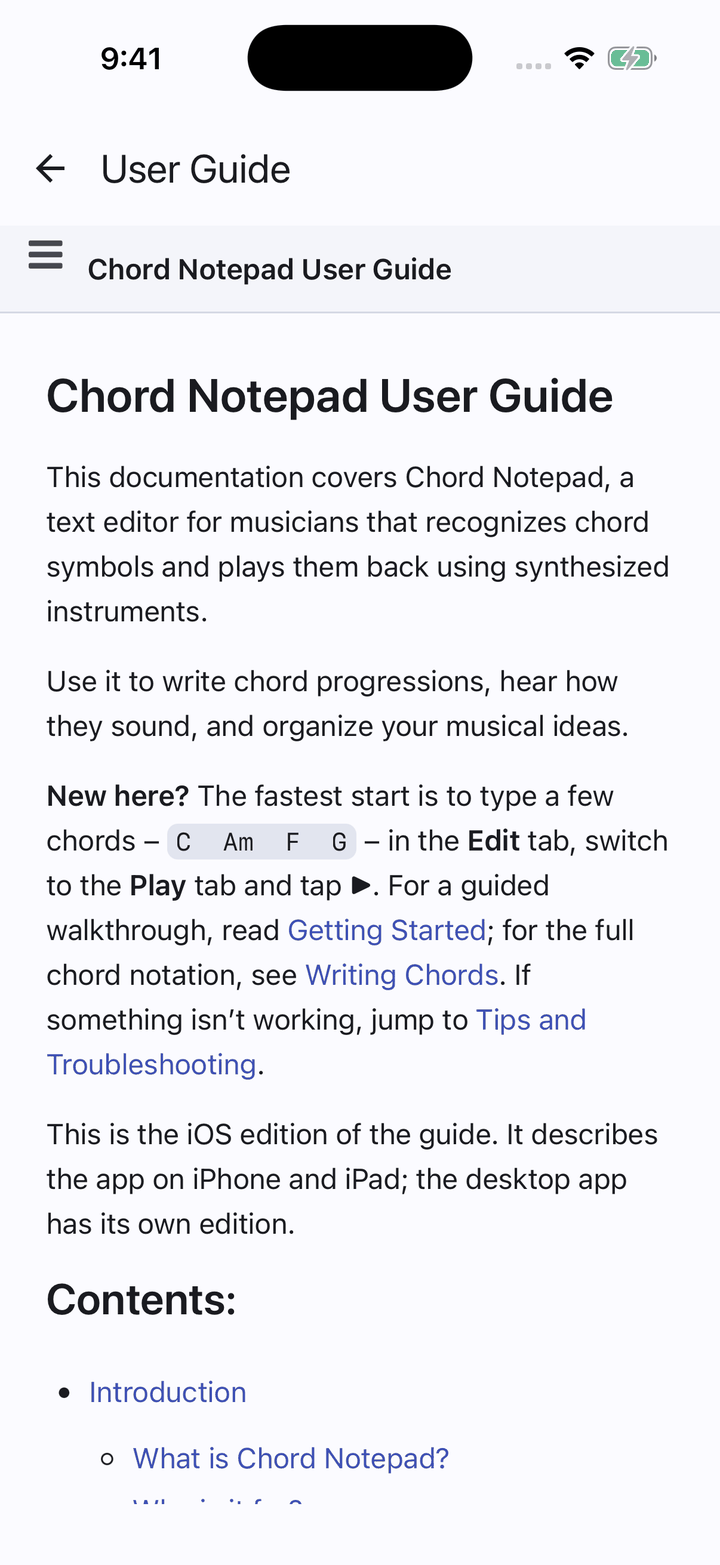 9:41
User Guide
Chord Notepad User Guide
Chord Notepad User Guide
This documentation covers Chord Notepad, a
text editor for musicians that recognizes chord
symbols and plays them back using synthesized
instruments.
Use it to write chord progressions, hear how
they sound, and organize your musical ideas.
New here? The fastest start is to type a few
chords – C  Am  F  G – in the Edit tab, switch
to the Play tab and tap ▶. For a guided
walkthrough, read Getting Started; for the full
chord notation, see Writing Chords. If
something isn’t working, jump to Tips and
Troubleshooting.
This is the iOS edition of the guide. It describes
the app on iPhone and iPad; the desktop app
has its own edition.
Contents:
• Introduction
◦ What is Chord Notepad?